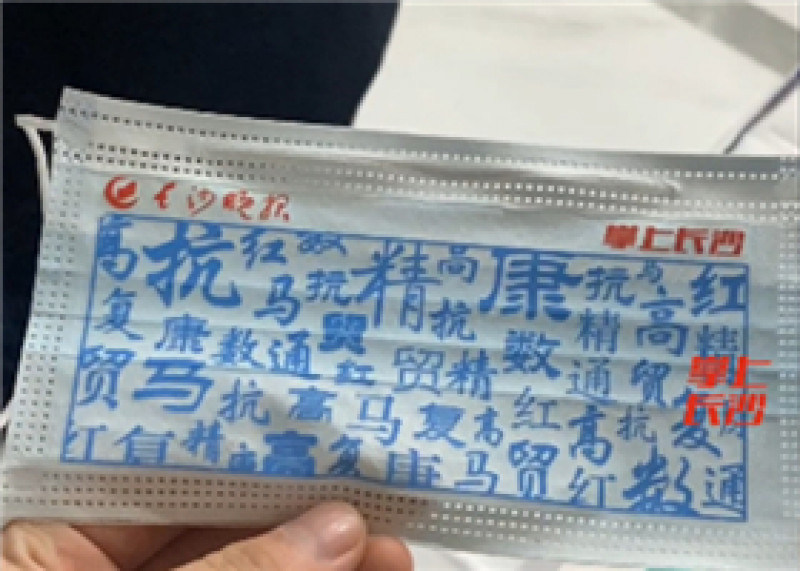 长沙晚报
掌上长沙
高 抗 红 数 精 高 康 抗 马 红
马 抗 高
复 康 数 通 贸 抗 数 精 精
贸 马 红 贸 精 通 贸 复
抗 高 马 复 高 红 高 抗
红 复 精 康 高 复 康 马 贸 红 数 通
掌上
长沙